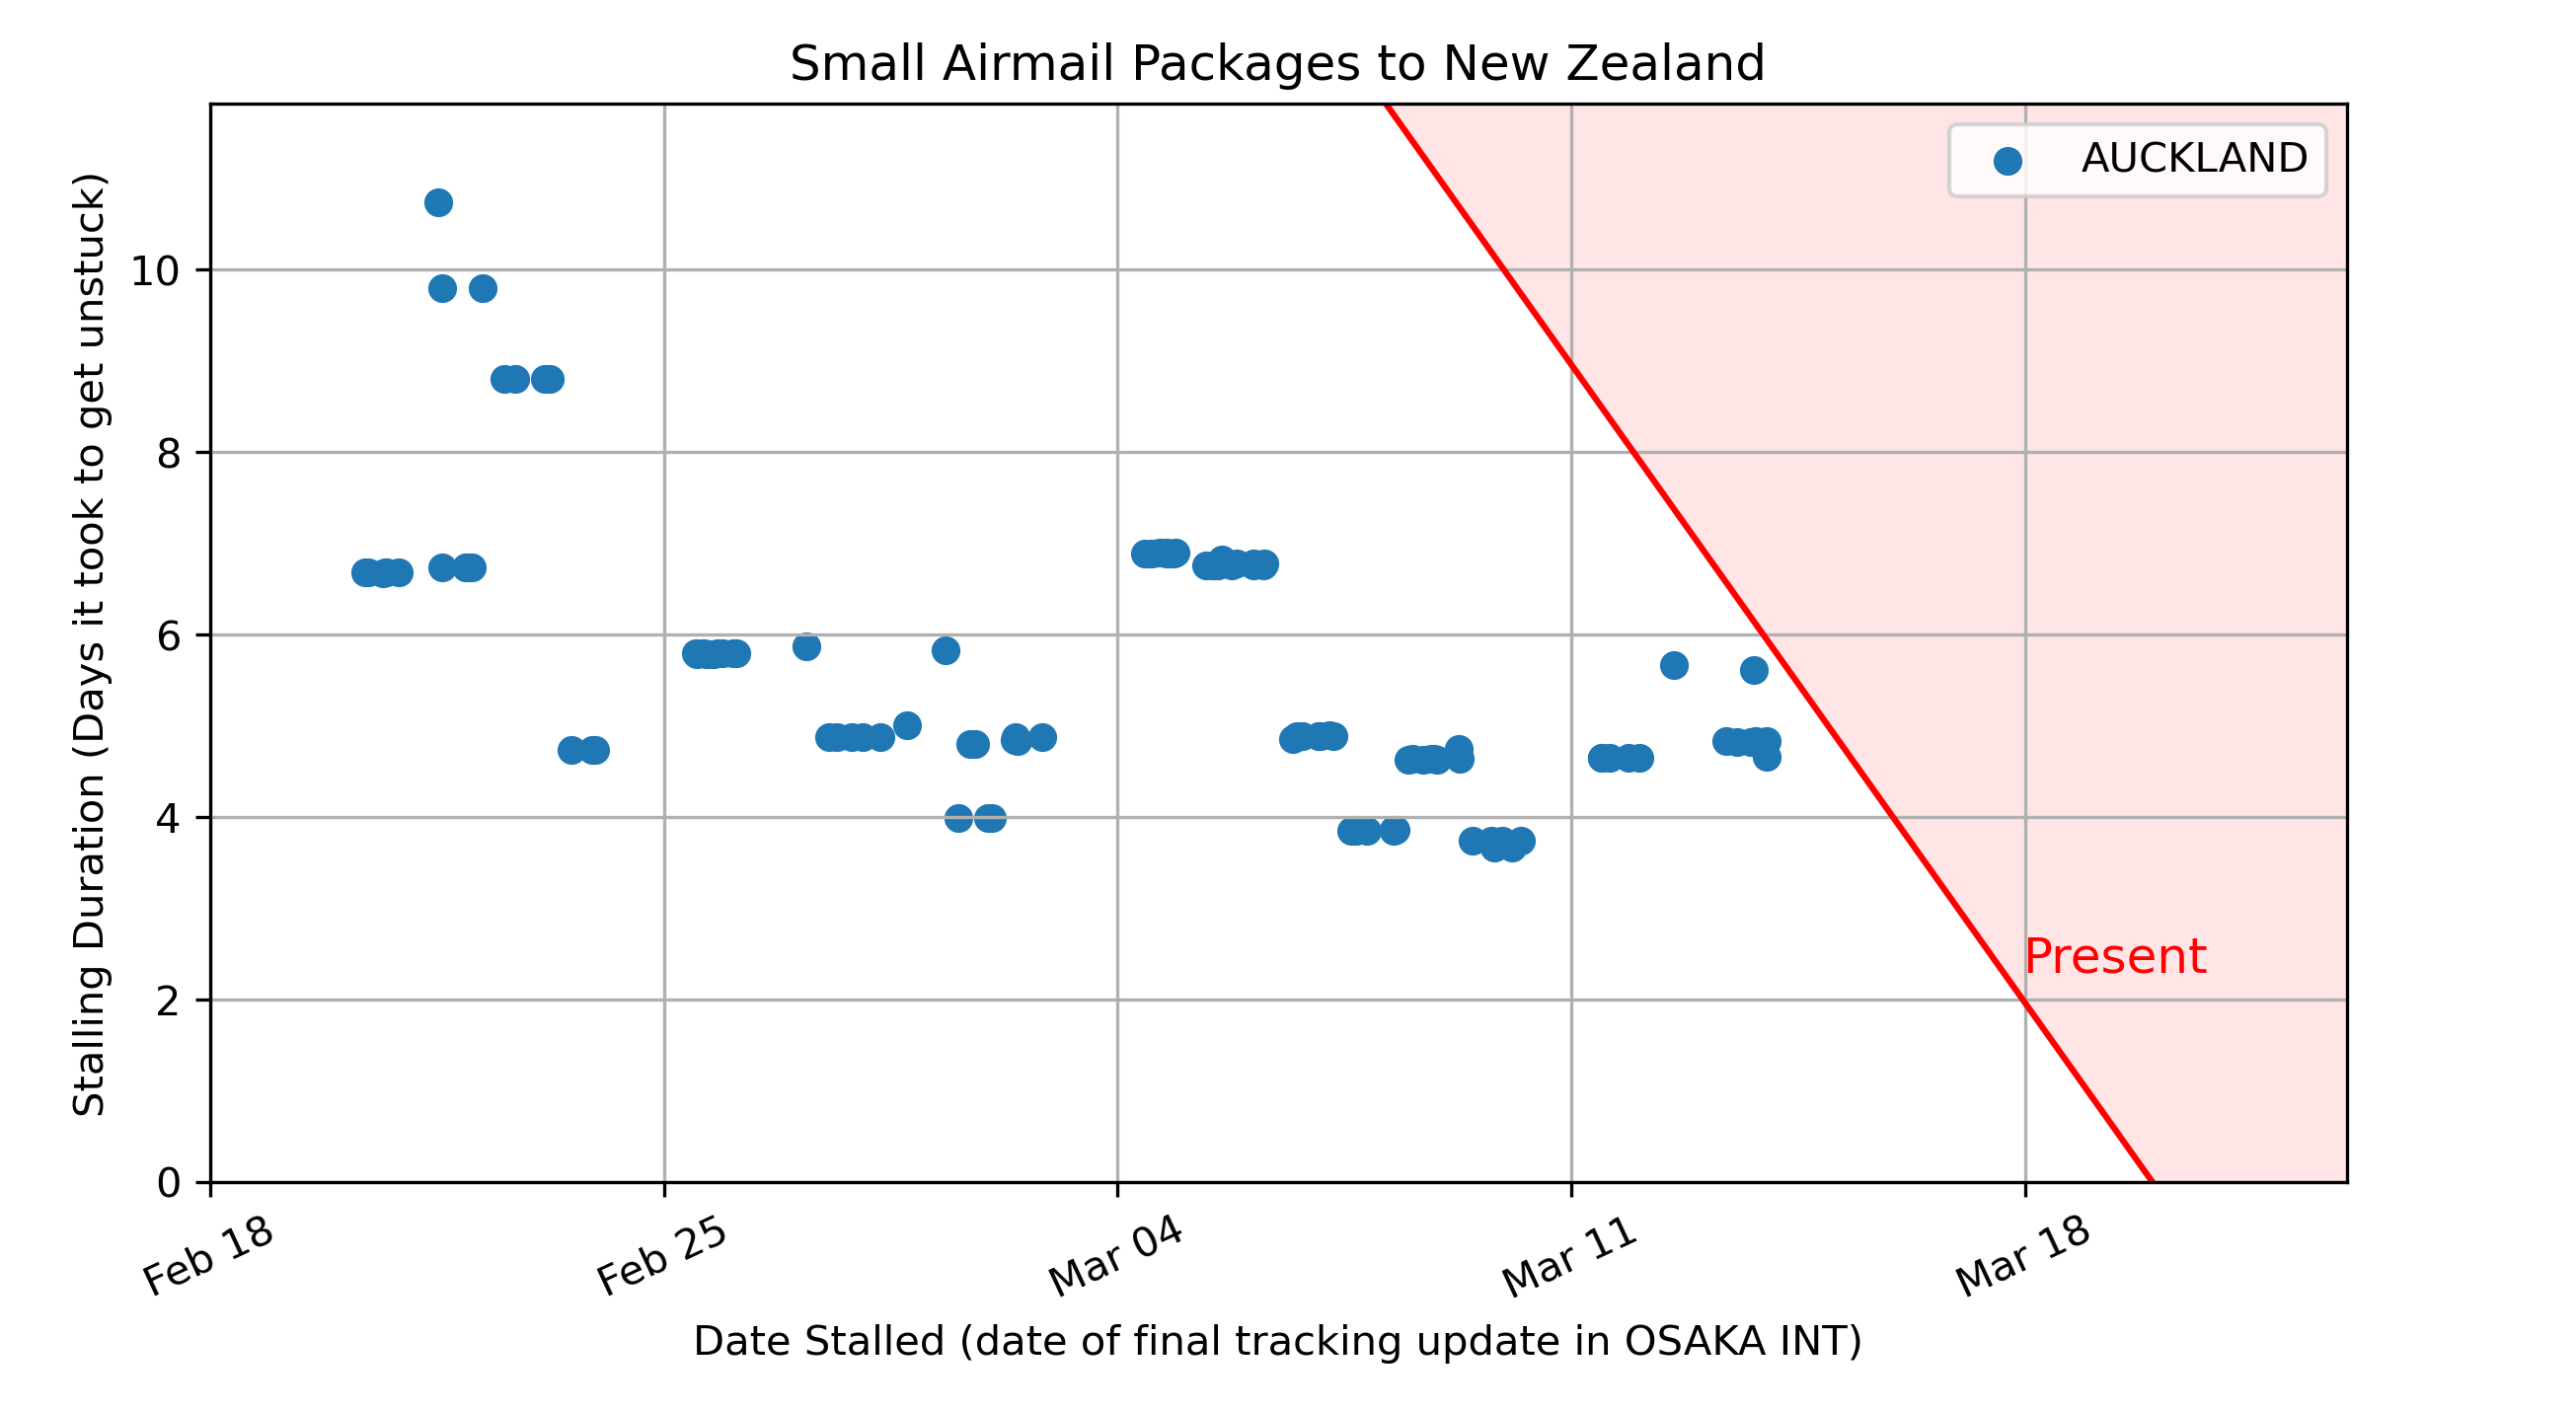 Small Airmail Packages to New Zealand
AUCKLAND
Stalling Duration (Days it took to get unstuck)
10
8
6
4
2
0
Present
Feb 18
Feb 25
Mar 04
Mar 11
Mar 18
Date Stalled (date of final tracking update in OSAKA INT)